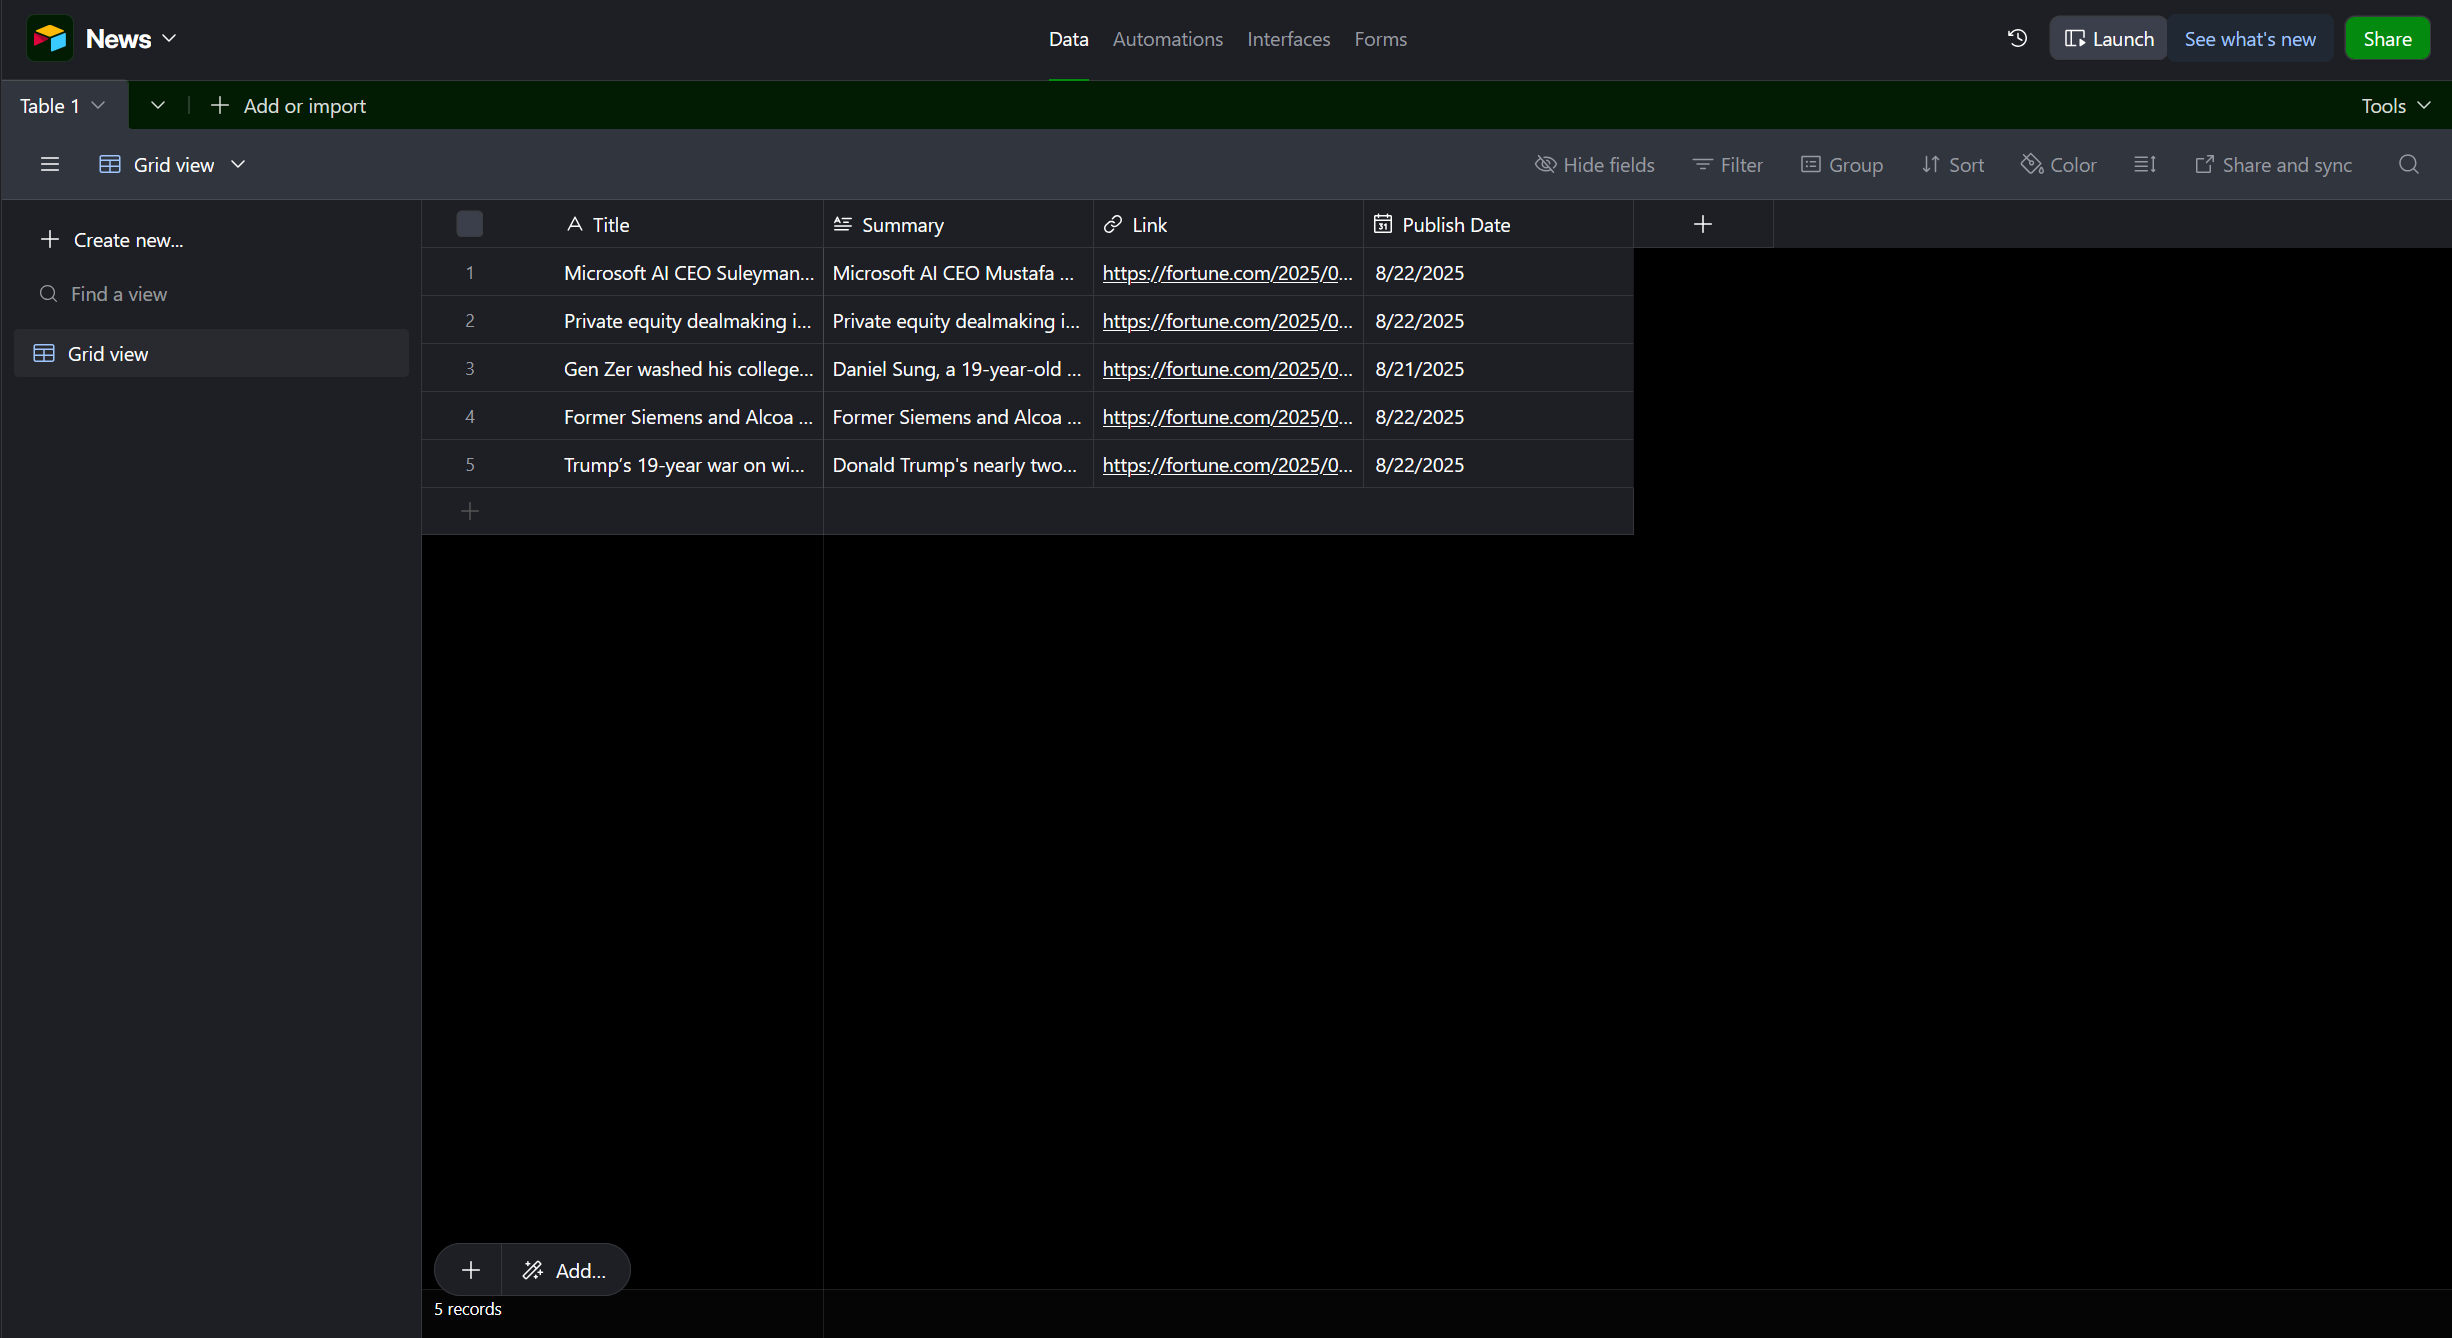 News
Data
Automations
Interfaces
Forms
Launch
See what's new
Share
Table 1
Add or import
Tools
Grid view
Hide fields
Filter
Group
Sort
Color
Share and sync
Create new...
Find a view
Grid view
Title
Summary
31
Link
Publish Date
1
Microsoft AI CEO Suleyman...
Microsoft AI CEO Mustafa ...
https://fortune.com/2025/0...
8/22/2025
2
Private equity dealmaking i...
Private equity dealmaking i...
https://fortune.com/2025/0...
8/22/2025
3
Gen Zer washed his college...
Daniel Sung, a 19-year-old ...
https://fortune.com/2025/0...
8/21/2025
4
Former Siemens and Alcoa ...
Former Siemens and Alcoa ...
https://fortune.com/2025/0...
8/22/2025
5
Trump’s 19-year war on wi...
Donald Trump's nearly two...
https://fortune.com/2025/0...
8/22/2025
Add...
5 records